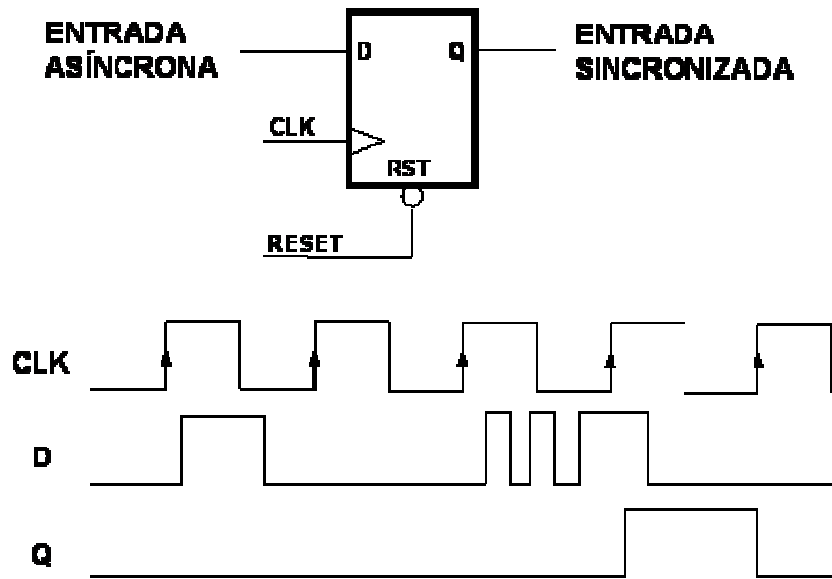 ENTRADA
ASÍNCRONA
D
Q
ENTRADA
SINCRONIZADA
CLK
RST
RESET
CLK
D
Q